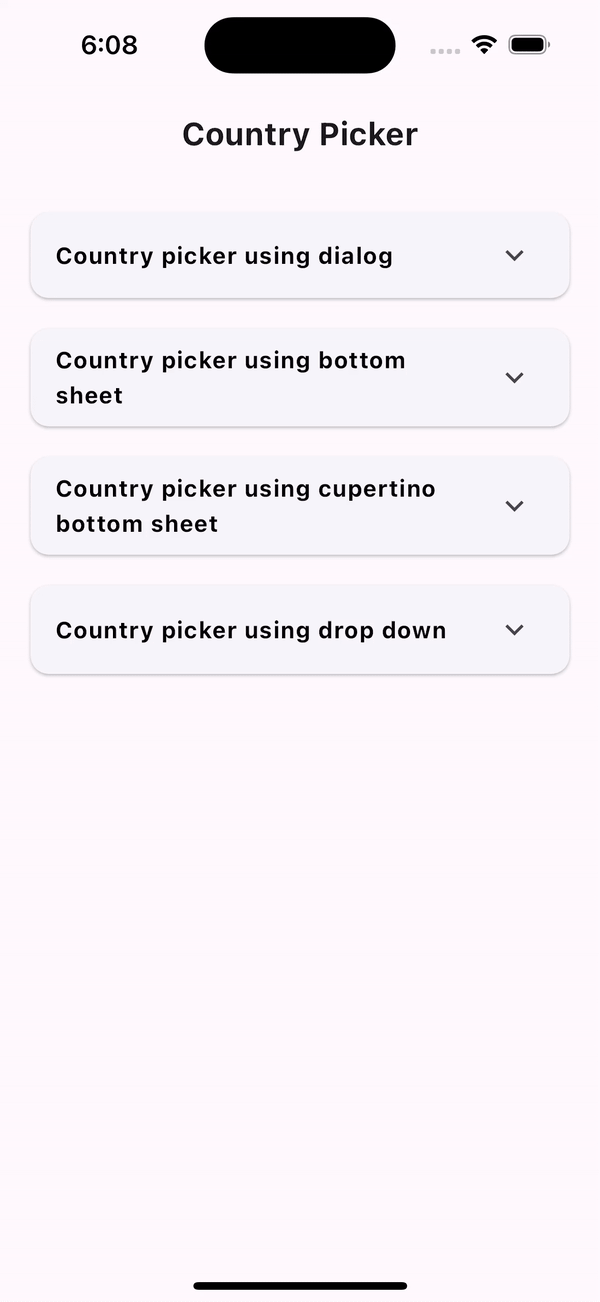 6:08
Country Picker
Country picker using dialog
Country picker using bottom
sheet
Country picker using cupertino
bottom sheet
Country picker using drop down